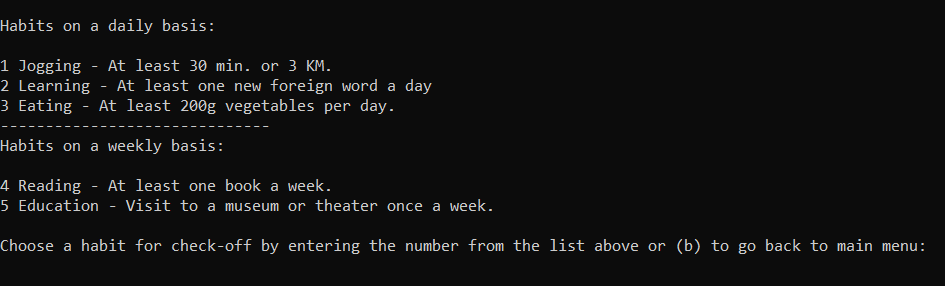 Habits on a daily basis:
1 Jogging - At least 30 min. or 3 KM.
2 Learning - At least one new foreign word a day
3 Eating - At least 200g vegetables per day.
------------------------------
Habits on a weekly basis:
4 Reading - At least one book a week.
5 Education - Visit to a museum or theater once a week.
Choose a habit for check-off by entering the number from the list above or (b) to go back to main menu: